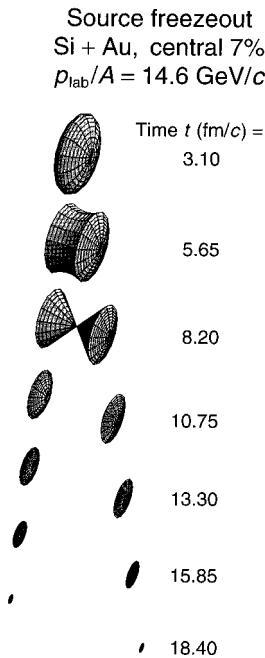 Source freezeout
Si + Au, central 7%
p_lab/A = 14.6 GeV/c
Time t (fm/c) =
3.10
5.65
8.20
10.75
13.30
15.85
18.40